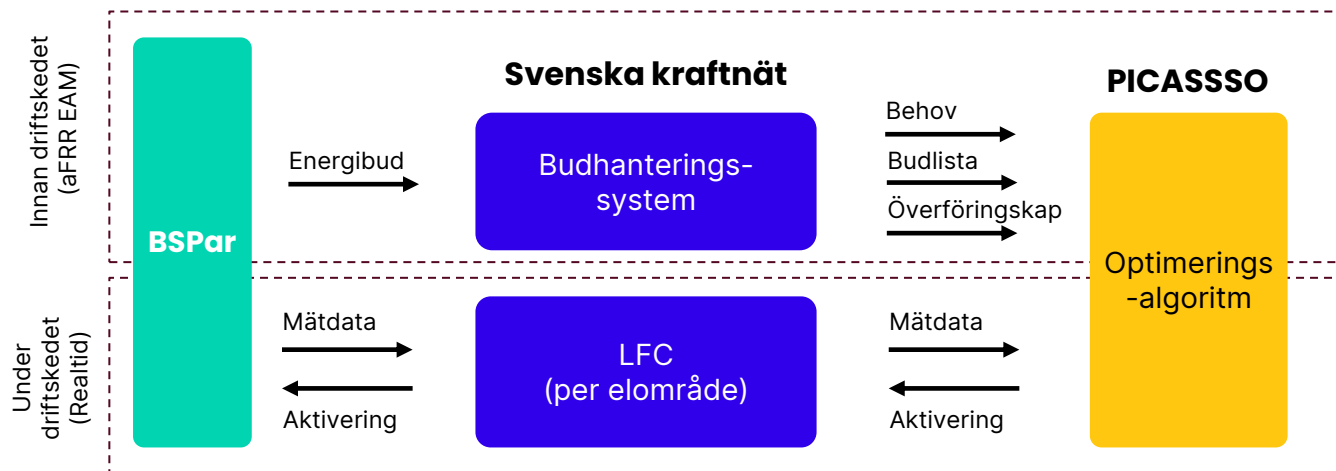 Innan driftskedet
(aFRR EAM)
BSPar
Energibud
Svenska kraftnät
Budhanterings-
system
Behov
Budlista
Överföringskap
PICASSSO
Optimerings
-algoritm
Under
driftskedet
(Realtid)
Mätdata
Aktivering
LFC
(per elområde)
Mätdata
Aktivering